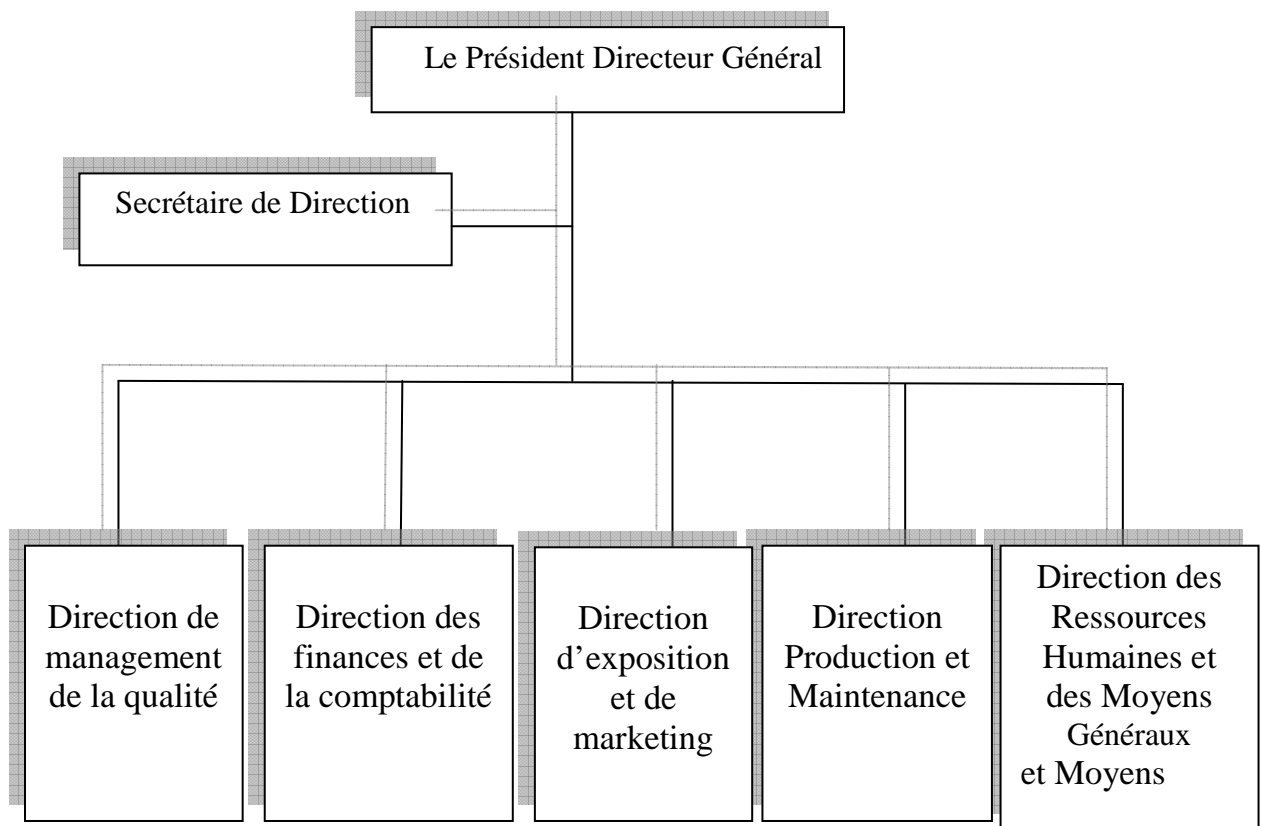 Le Président Directeur Général
Secrétaire de Direction
Direction de
management
de la qualité
Direction des
finances et de
la comptabilité
Direction
d’exposition
et de
marketing
Direction
Production et
Maintenance
Direction des
Ressources
Humaines et
des Moyens
Généraux
et Moyens